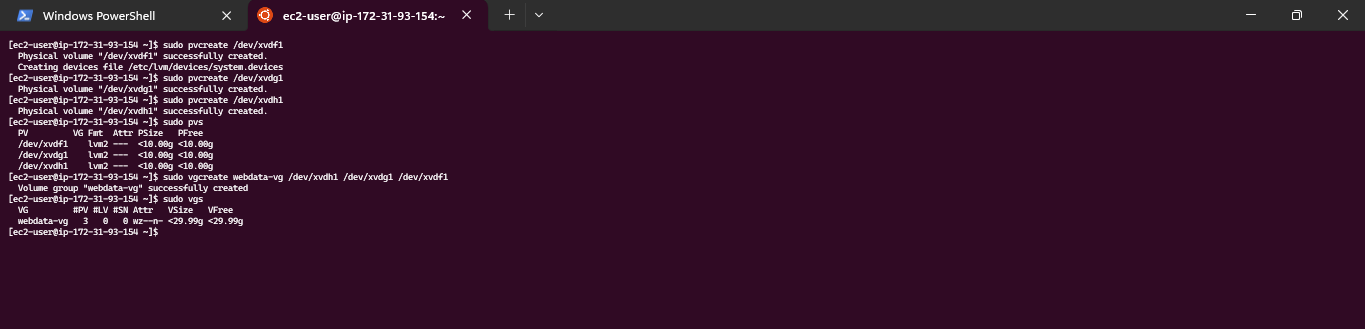 Windows PowerShell
ec2-user@ip-172-31-93-154:~
[ec2-user@ip-172-31-93-154 ~]$ sudo pvcreate /dev/xvdf1
  Physical volume "/dev/xvdf1" successfully created.
  Creating devices file /etc/lvm/devices/system.devices
[ec2-user@ip-172-31-93-154 ~]$ sudo pvcreate /dev/xvdg1
  Physical volume "/dev/xvdg1" successfully created.
[ec2-user@ip-172-31-93-154 ~]$ sudo pvcreate /dev/xvdh1
  Physical volume "/dev/xvdh1" successfully created.
[ec2-user@ip-172-31-93-154 ~]$ sudo pvs
  PV         VG Fmt  Attr PSize   PFree
  /dev/xvdf1    lvm2 ---  <10.00g <10.00g
  /dev/xvdg1    lvm2 ---  <10.00g <10.00g
  /dev/xvdh1    lvm2 ---  <10.00g <10.00g
[ec2-user@ip-172-31-93-154 ~]$ sudo vgcreate webdata-vg /dev/xvdh1 /dev/xvdg1 /dev/xvdf1
  Volume group "webdata-vg" successfully created
[ec2-user@ip-172-31-93-154 ~]$ sudo vgs
  VG         #PV #LV #SN Attr   VSize   VFree
  webdata-vg   3   0   0 wz--n- <29.99g <29.99g
[ec2-user@ip-172-31-93-154 ~]$